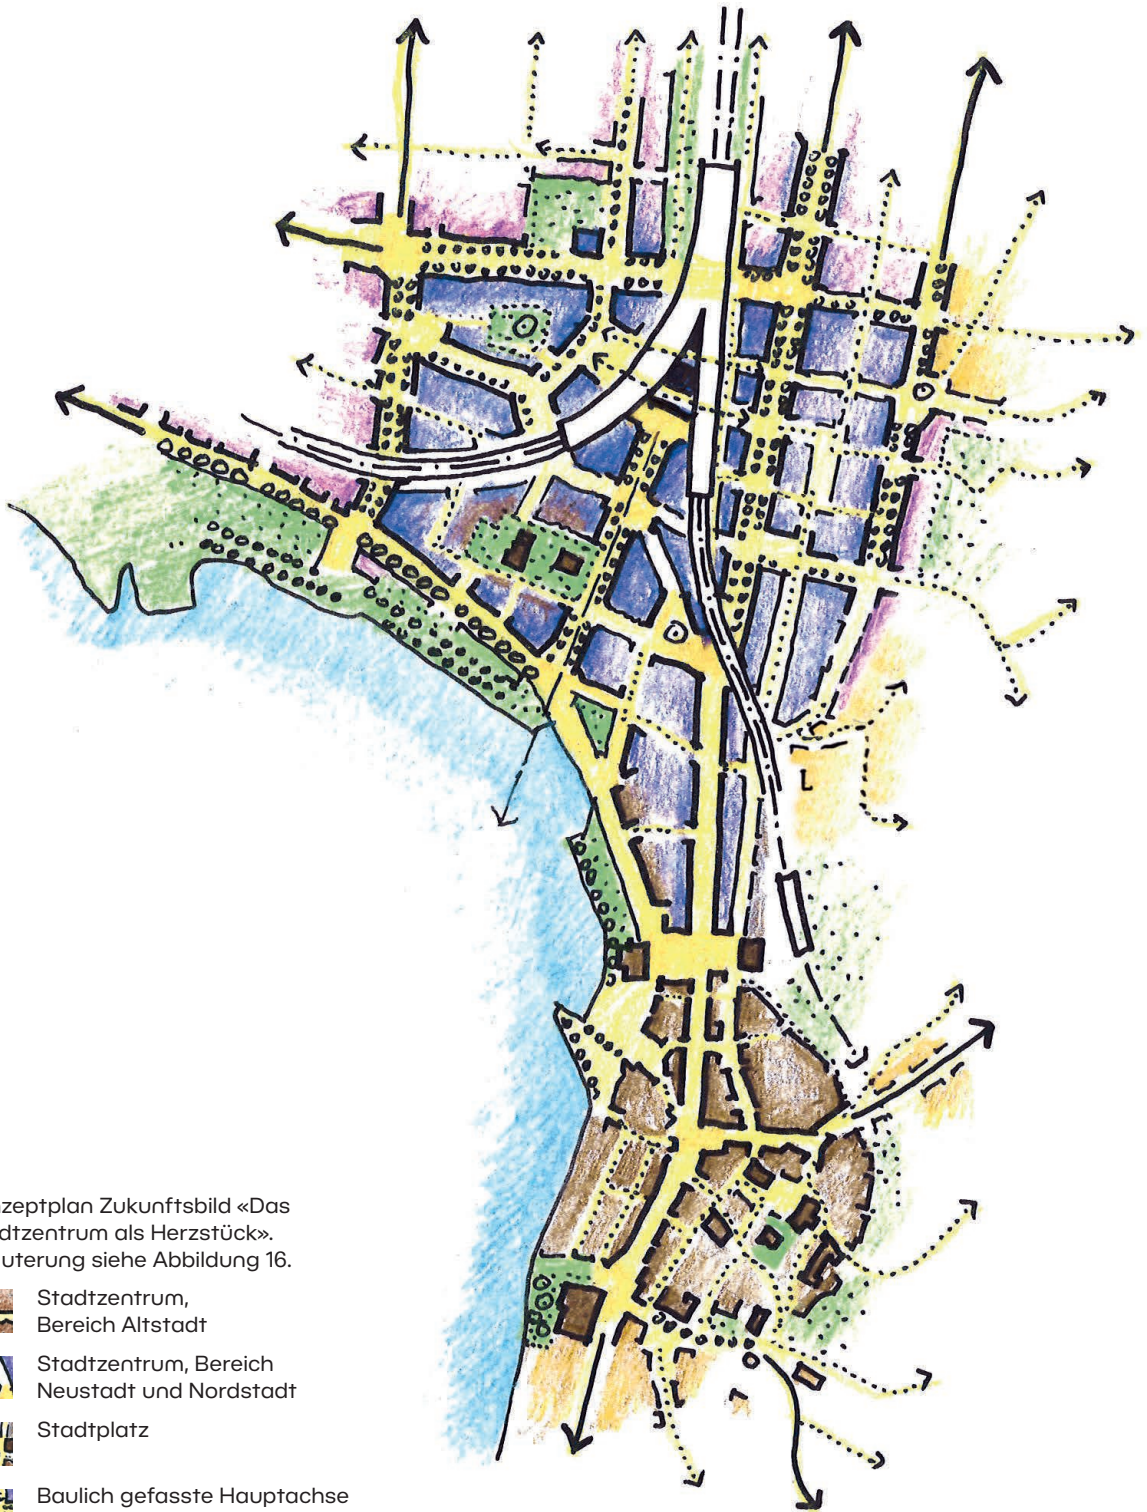 nzeptplan Zukunftsbild «Das
dtzentrum als Herzstück».
uterung siehe Abbildung 16.
Stadtzentrum,
Bereich Altstadt
Stadtzentrum, Bereich
Neustadt und Nordstadt
Stadtplatz
Baulich gefasste Hauptachse